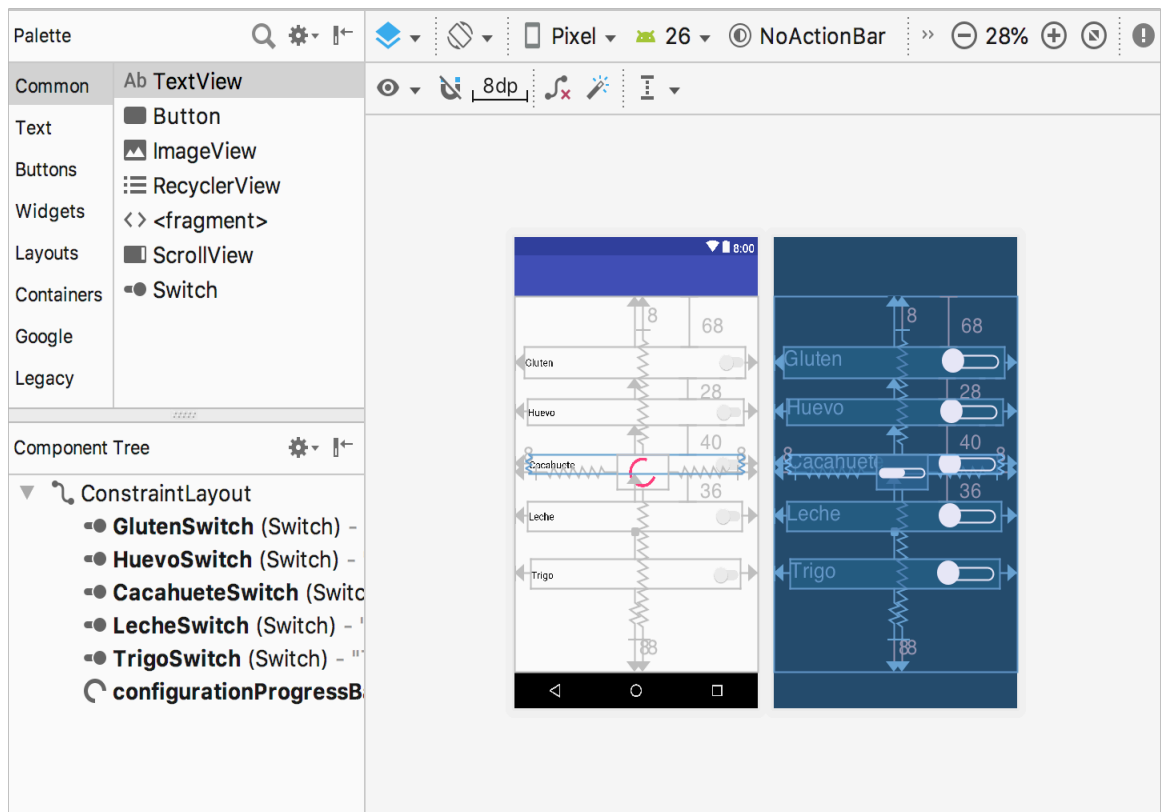 Palette
Pixel 26 NoActionBar » 28%
8dp
Common
Text
Buttons
Widgets
Layouts
Containers
Google
Legacy
Ab TextView
Button
ImageView
RecyclerView
<> <fragment>
ScrollView
Switch
Component Tree
ConstraintLayout
GlutenSwitch (Switch) -
HuevoSwitch (Switch) -
CacahueteSwitch (Switc
LecheSwitch (Switch) - "
TrigoSwitch (Switch) - "T
configurationProgressBa
8:00
8
68
Gluten
28
Huevo
40
8 8
Cacahuete
36
Leche
Trigo
88
8
68
Gluten
28
Huevo
40
8 8
Cacahuete
36
Leche
Trigo
88